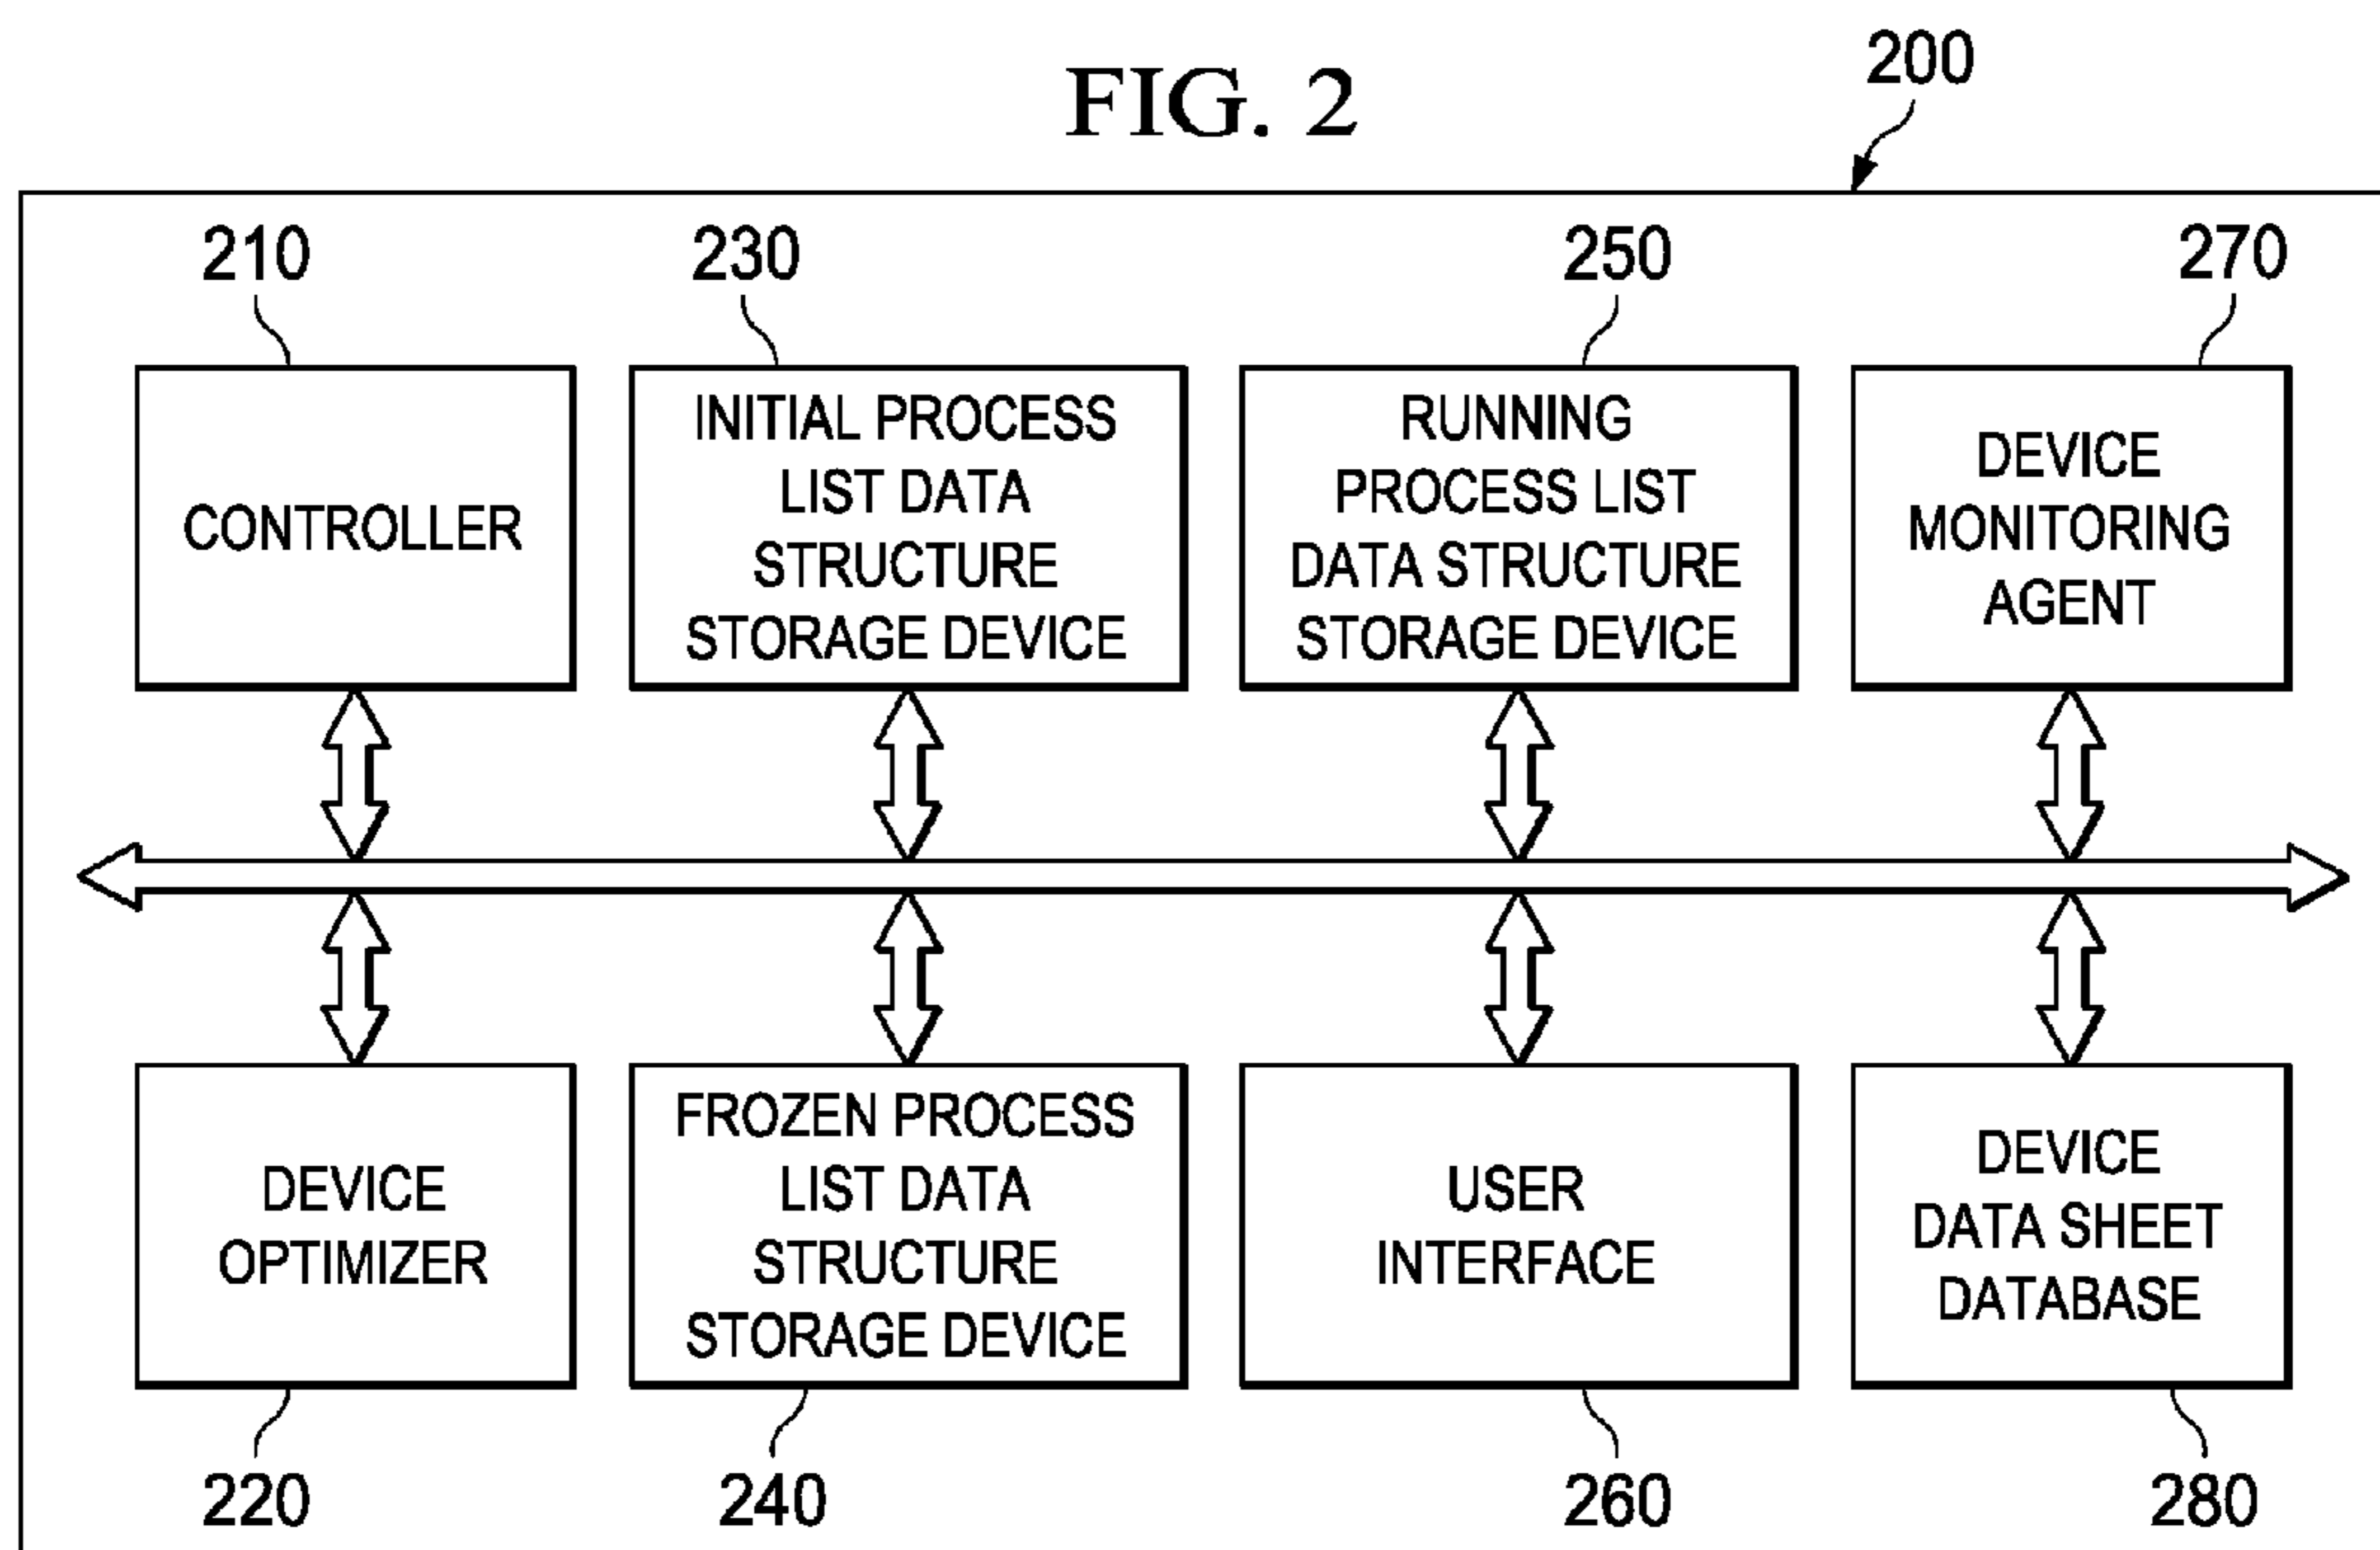 FIG. 2
200
210
230
250
270
CONTROLLER
INITIAL PROCESS
LIST DATA
STRUCTURE
STORAGE DEVICE
RUNNING
PROCESS LIST
DATA STRUCTURE
STORAGE DEVICE
DEVICE
MONITORING
AGENT
DEVICE
OPTIMIZER
FROZEN PROCESS
LIST DATA
STRUCTURE
STORAGE DEVICE
USER
INTERFACE
DEVICE
DATA SHEET
DATABASE
220
240
260
280